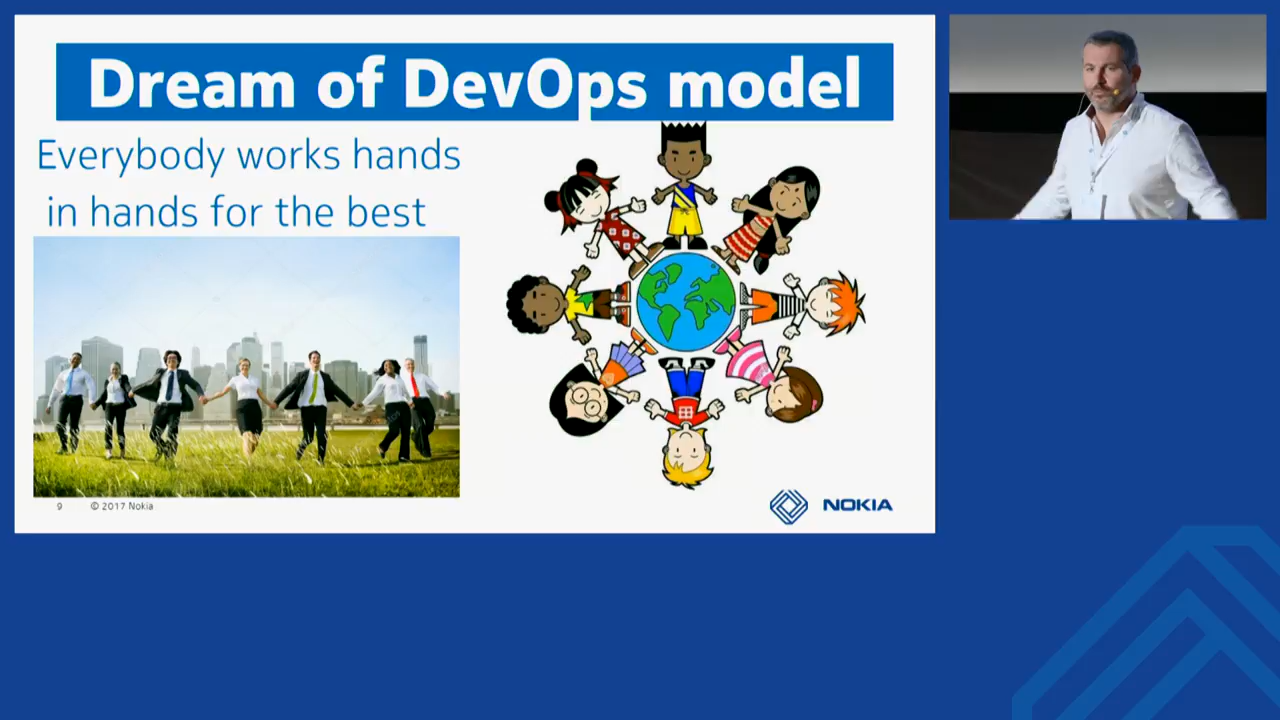 Dream of DevOps model
Everybody works hands
in hands for the best
9 © 2017 Nokia
NOKIA